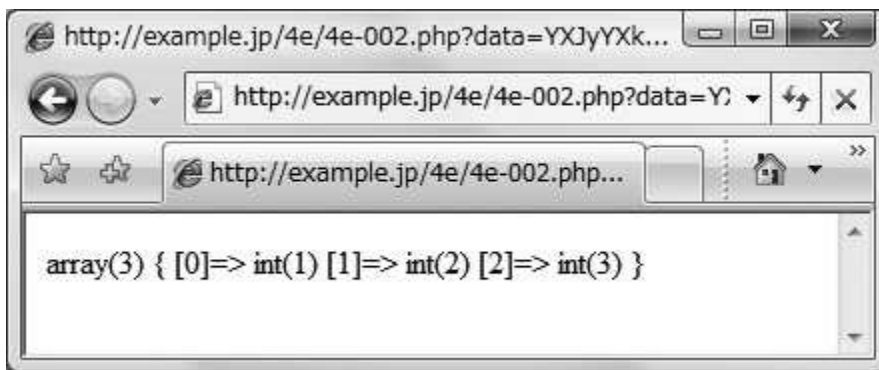 http://example.jp/4e/4e-002.php?data=YXJyYXk...
http://example.jp/4e/4e-002.php?data=Y
http://example.jp/4e/4e-002.php...
array(3) { [0]=> int(1) [1]=> int(2) [2]=> int(3) }